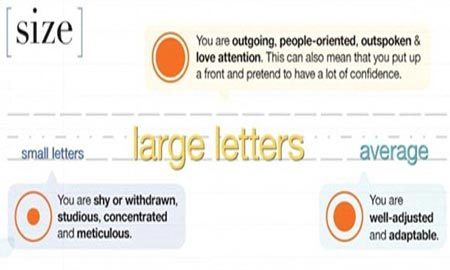 [size]
You are outgoing, people-oriented, outspoken &
love attention. This can also mean that you put up
a front and pretend to have a lot of confidence.
small letters
large letters
average
You are shy or withdrawn,
studious, concentrated
and meticulous.
You are
well-adjusted
and adaptable.